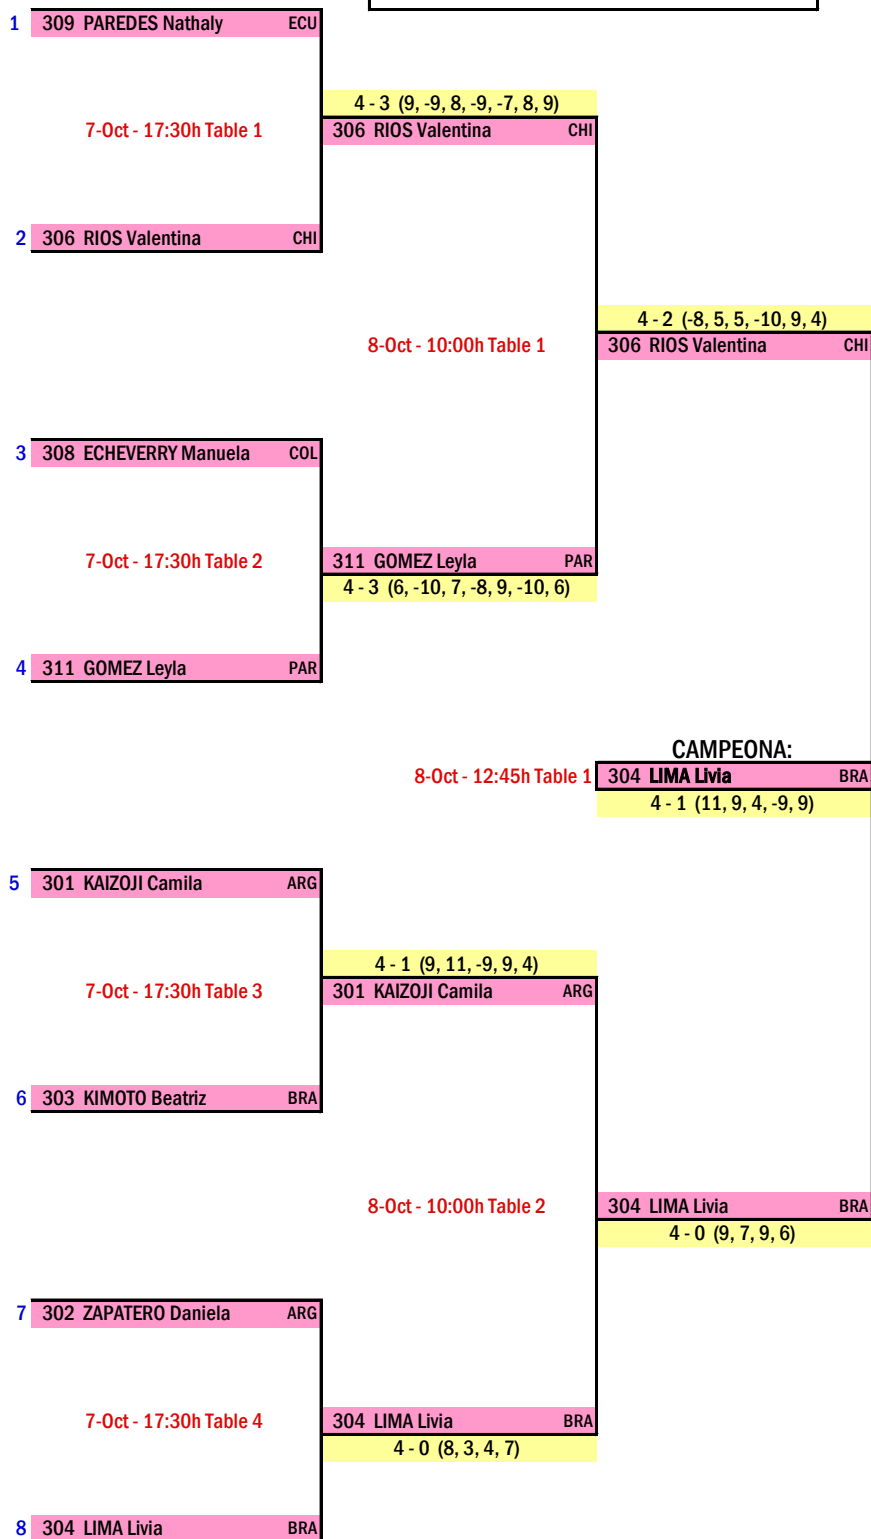 1 309 PAREDES Nathaly ECU
4 - 3 (9, -9, 8, -9, -7, 8, 9)
7-Oct - 17:30h Table 1
306 RIOS Valentina CHI
2 306 RIOS Valentina CHI
4 - 2 (-8, 5, 5, -10, 9, 4)
8-Oct - 10:00h Table 1
306 RIOS Valentina CHI
3 308 ECHEVERRY Manuela COL
7-Oct - 17:30h Table 2
311 GOMEZ Leyla PAR
4 - 3 (6, -10, 7, -8, 9, -10, 6)
4 311 GOMEZ Leyla PAR
CAMPEONA:
8-Oct - 12:45h Table 1
304 LIMA Livia BRA
4 - 1 (11, 9, 4, -9, 9)
5 301 KAIZOJI Camila ARG
4 - 1 (9, 11, -9, 9, 4)
7-Oct - 17:30h Table 3
301 KAIZOJI Camila ARG
6 303 KIMOTO Beatriz BRA
8-Oct - 10:00h Table 2
304 LIMA Livia BRA
4 - 0 (9, 7, 9, 6)
7 302 ZAPATERO Daniela ARG
7-Oct - 17:30h Table 4
304 LIMA Livia BRA
4 - 0 (8, 3, 4, 7)
8 304 LIMA Livia BRA